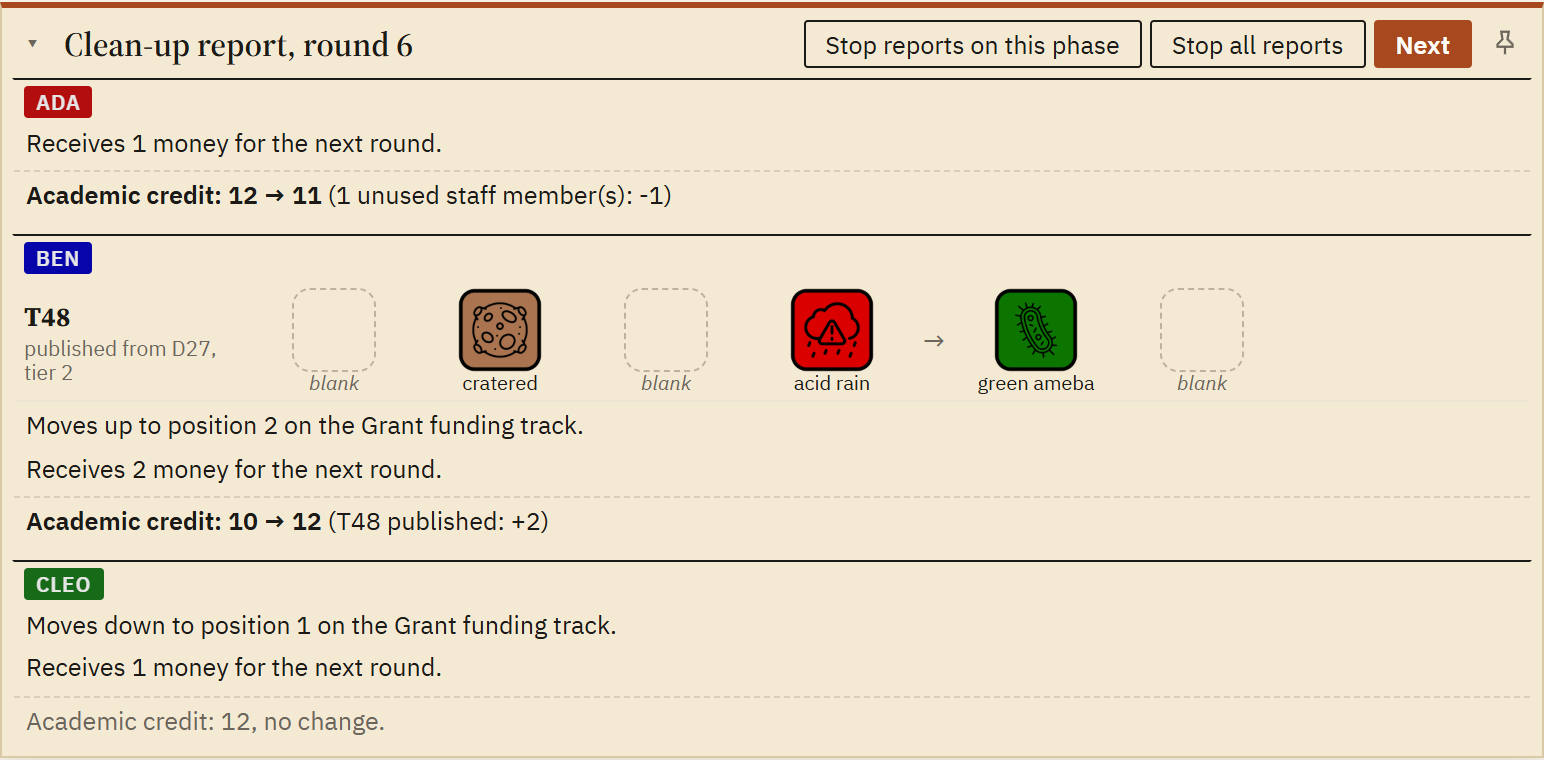 Clean-up report, round 6
Stop reports on this phase
Stop all reports
Next
ADA
Receives 1 money for the next round.
Academic credit: 12 → 11 (1 unused staff member(s): -1)
BEN
T48
published from D27,
tier 2
blank
cratered
blank
acid rain
→
green ameba
blank
Moves up to position 2 on the Grant funding track.
Receives 2 money for the next round.
Academic credit: 10 → 12 (T48 published: +2)
CLEO
Moves down to position 1 on the Grant funding track.
Receives 1 money for the next round.
Academic credit: 12, no change.